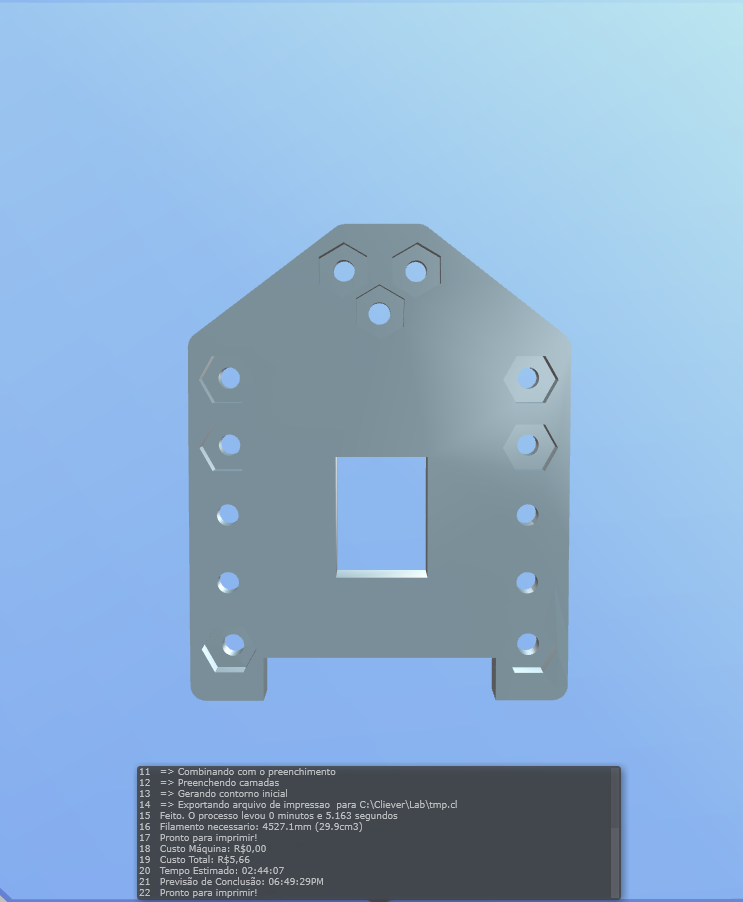 11 => Combinando com o preenchimento
12 => Preenchendo camadas
13 => Gerando contorno inicial
14 => Exportando arquivo de impressao  para C:\Cliever\Lab\tmp.cl
15 Feito. O processo levou 0 minutos e 5.163 segundos
16 Filamento necessario: 4527.1mm (29.9cm3)
17 Pronto para imprimir!
18 Custo Máquina: R$0,00
19 Custo Total: R$5,66
20 Tempo Estimado: 02:44:07
21 Previsão de Conclusão: 06:49:29PM
22 Pronto para imprimir!